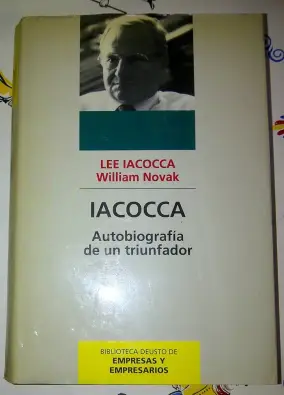 LEE IACOCCA
William Novak
IACOCCA
Autobiografía
de un triunfador
BIBLIOTECA DEUSTO DE
EMPRESAS Y
EMPRESARIOS